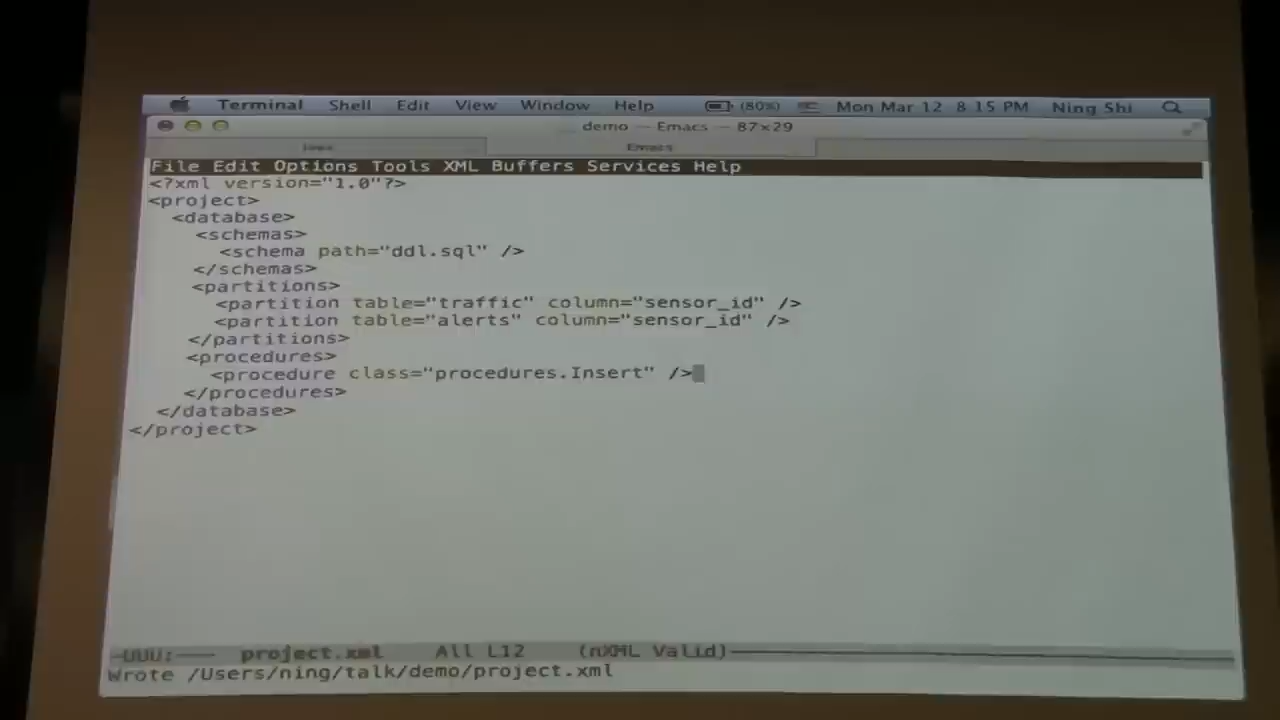 Terminal Shell Edit View Window Help (80%) Mon Mar 12 8:15 PM Ning Shi
demo — Emacs — 87×29
Emacs
File Edit Options Tools XML Buffers Services Help
<?xml version="1.0"?>
<project>
<database>
<schemas>
<schema path="ddl.sql" />
</schemas>
<partitions>
<partition table="traffic" column="sensor_id" />
<partition table="alerts" column="sensor_id" />
</partitions>
<procedures>
<procedure class="procedures.Insert" />
</procedures>
</database>
</project>
-UUU:---- project.xml All L12 (nXML Valid)
Wrote /Users/ning/talk/demo/project.xml